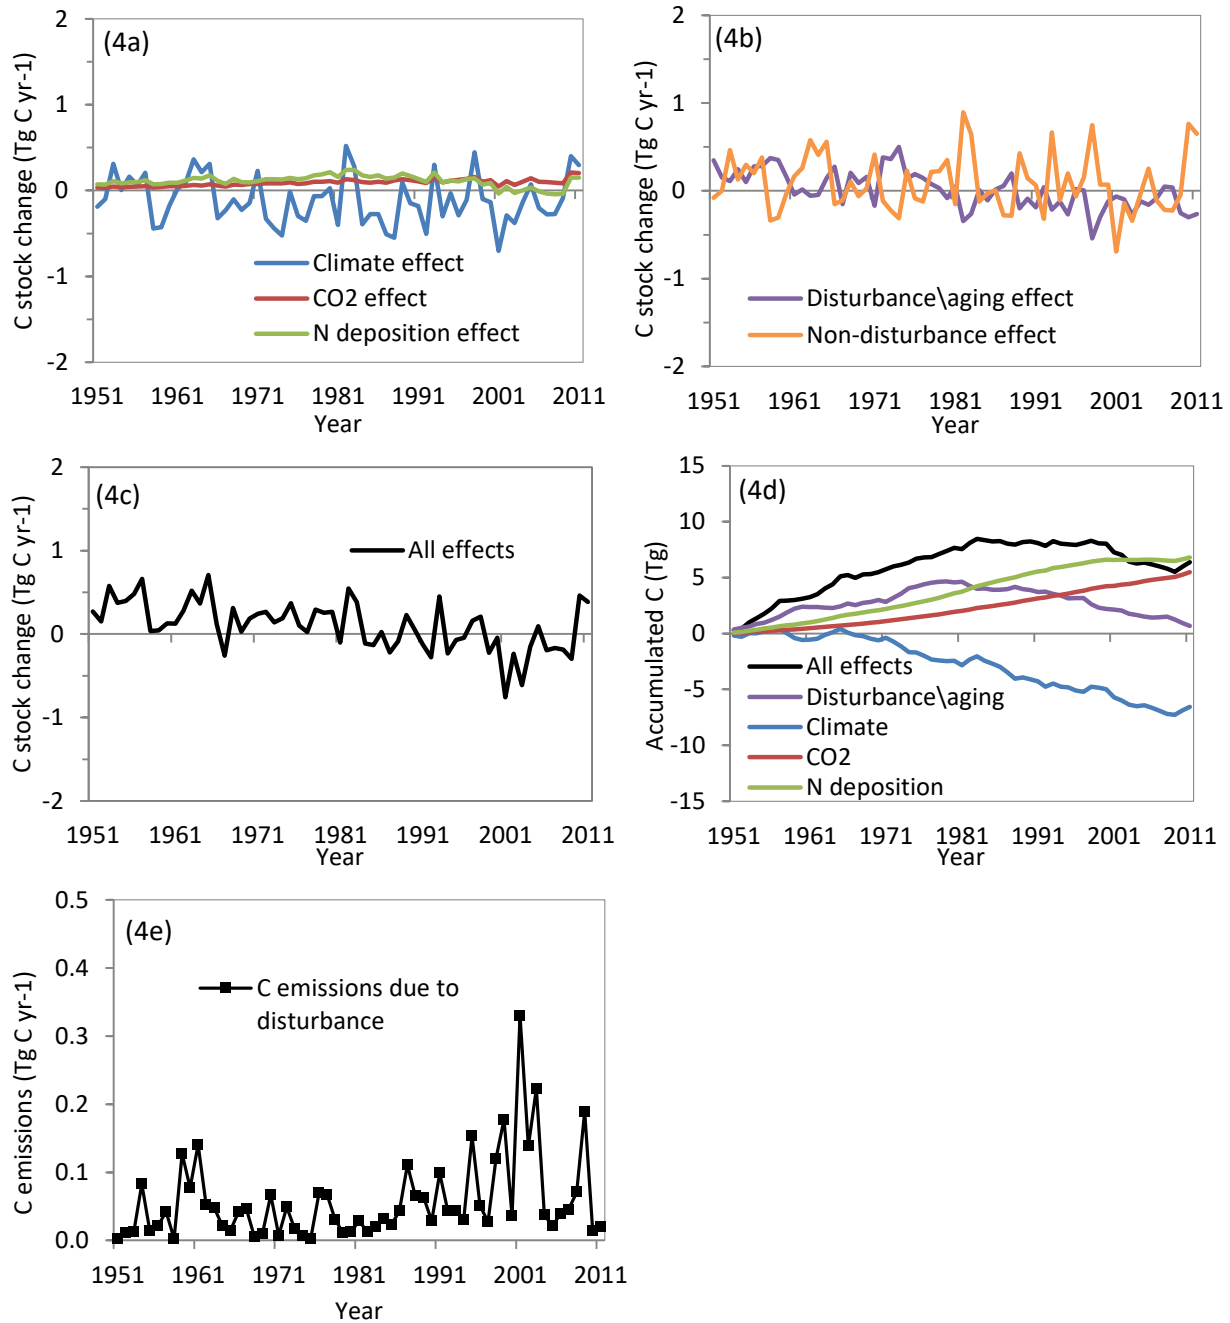 (4a)
C stock change (Tg C yr-1)
2
1
0
-1
-2
Climate effect
CO2 effect
N deposition effect
1951 1961 1971 1981 1991 2001 2011
Year
(4b)
C stock change (Tg C yr-1)
2
1
0
-1
-2
Disturbance\aging effect
Non-disturbance effect
1951 1961 1971 1981 1991 2001 2011
Year
(4c)
C stock change (Tg C yr-1)
2
1
0
-1
-2
All effects
1951 1961 1971 1981 1991 2001 2011
Year
(4d)
Accumulated C (Tg)
15
10
5
0
-5
-10
-15
All effects
Disturbance\aging
Climate
CO2
N deposition
1951 1961 1971 1981 1991 2001 2011
Year
(4e)
C emissions (Tg C yr-1)
0.5
0.4
0.3
0.2
0.1
0.0
C emissions due to
disturbance
1951 1961 1971 1981 1991 2001 2011
Year